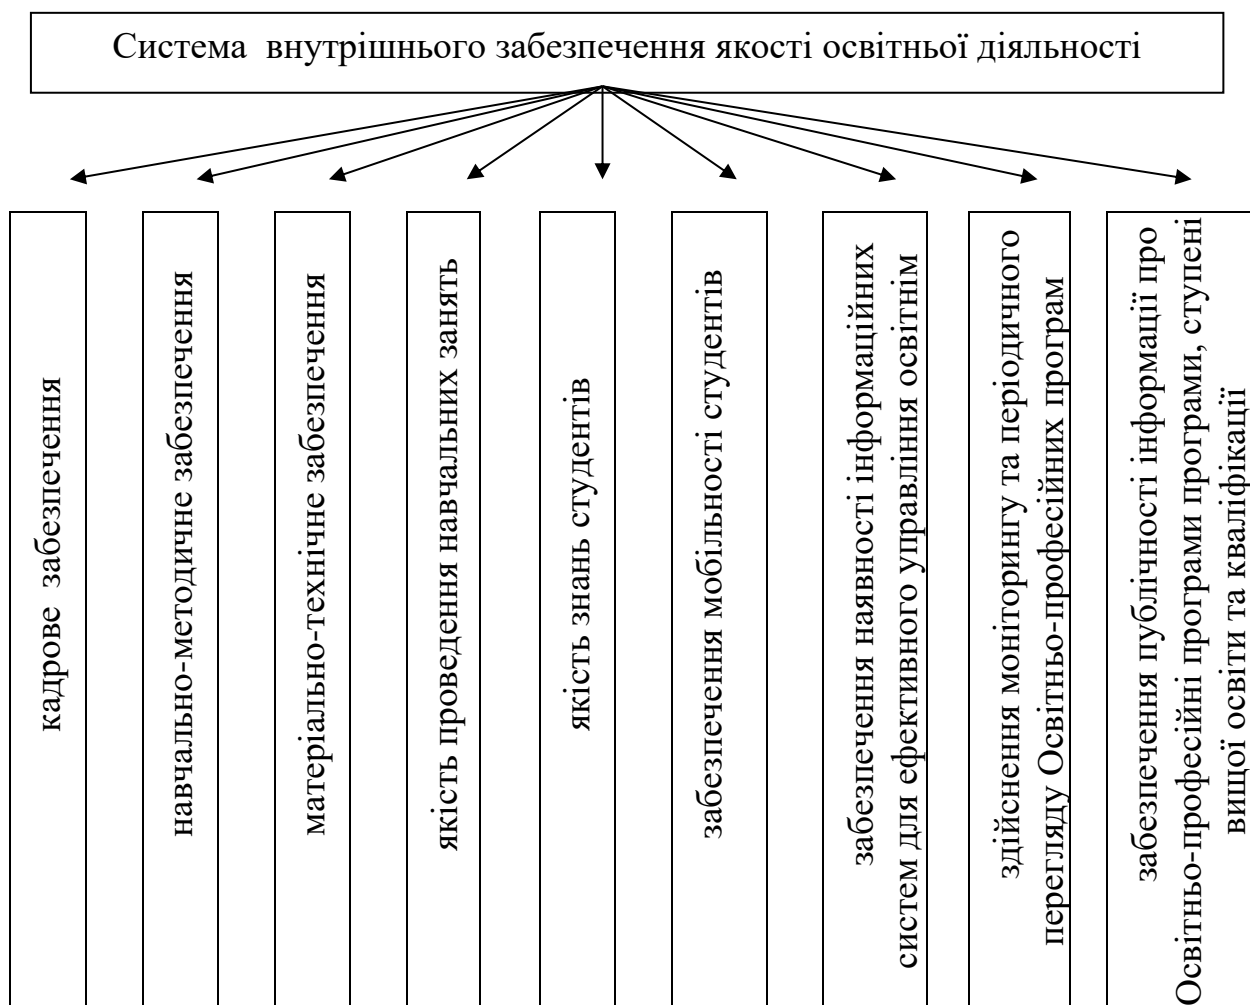 Система внутрішнього забезпечення якості освітньої діяльності
кадрове забезпечення
навчально-методичне забезпечення
матеріально-технічне забезпечення
якість проведення навчальних занять
якість знань студентів
забезпечення мобільності студентів
забезпечення наявності інформаційних
систем для ефективного управління освітнім
здійснення моніторингу та періодичного
перегляду Освітньо-професійних програм
забезпечення публічності інформації про
Освітньо-професійні програми програми, ступені
вищої освіти та кваліфікації